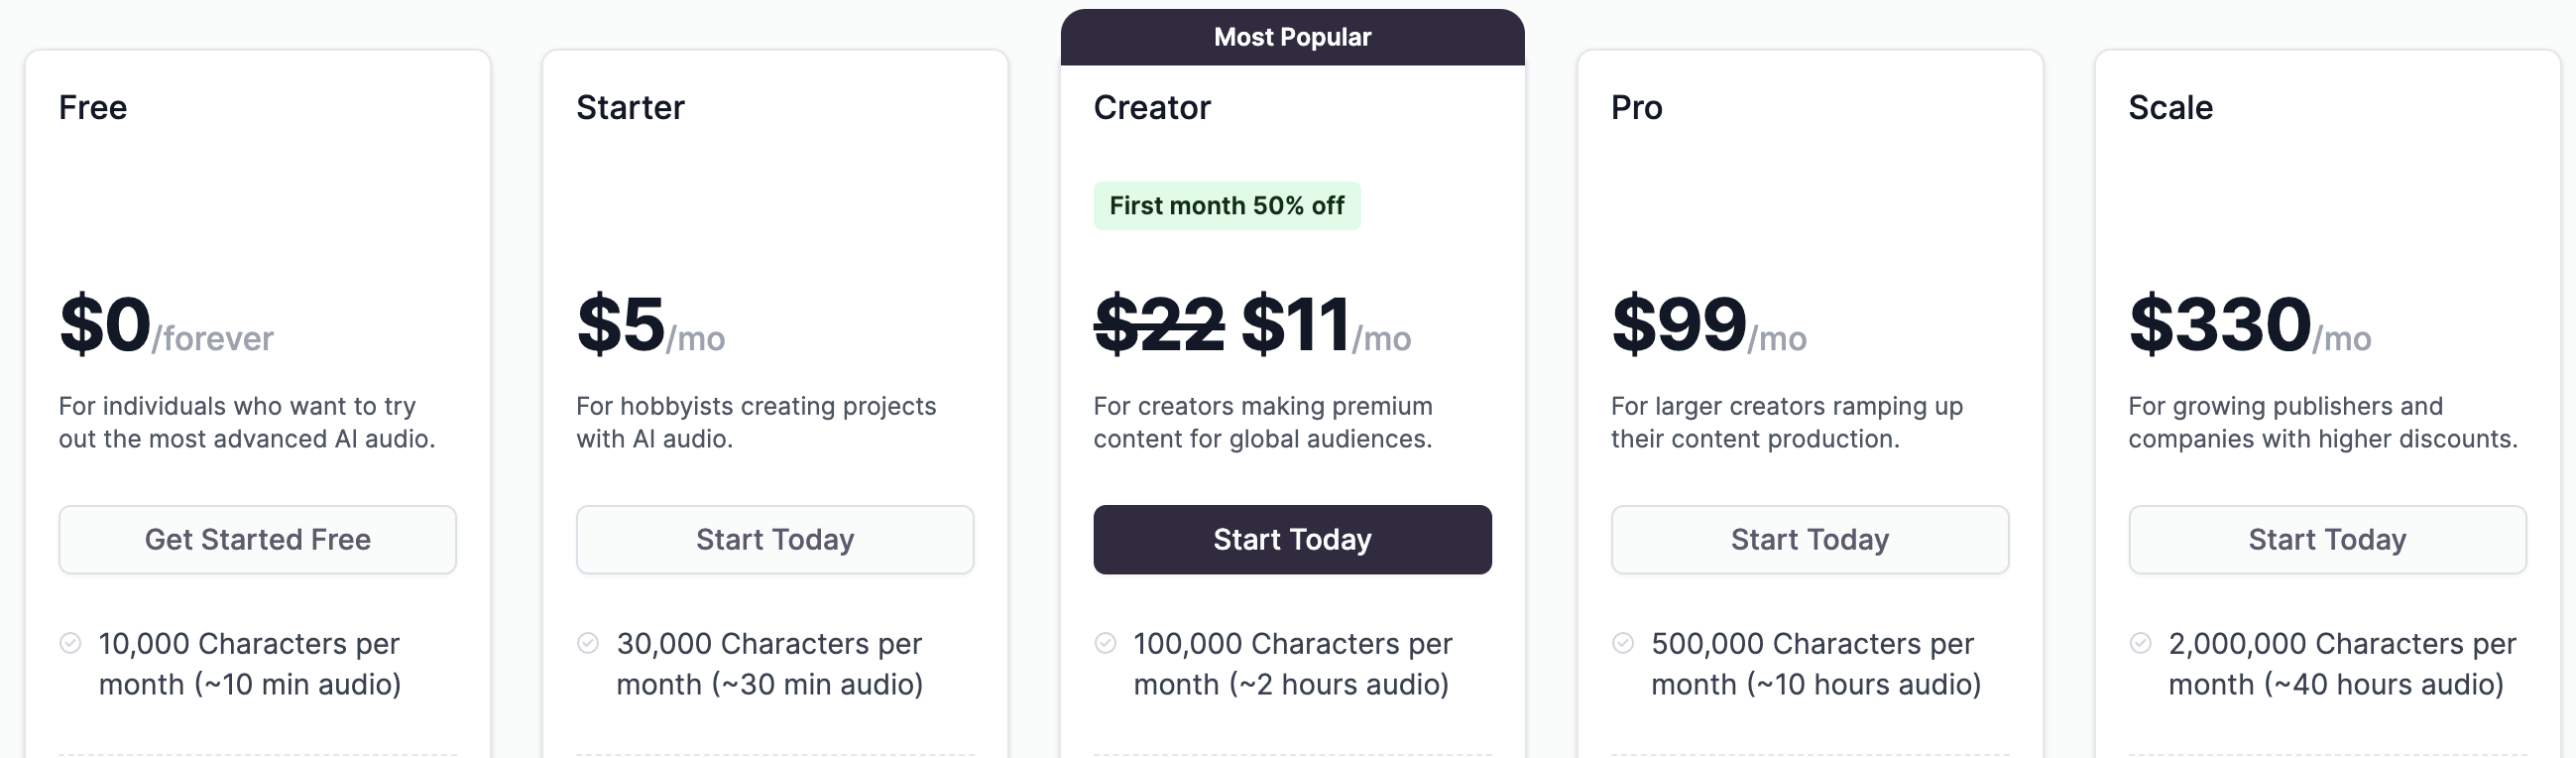 Free
$0/forever
For individuals who want to try
out the most advanced AI audio.
Get Started Free
10,000 Characters per
month (~10 min audio)
Starter
$5/mo
For hobbyists creating projects
with AI audio.
Start Today
30,000 Characters per
month (~30 min audio)
Most Popular
Creator
First month 50% off
$22 $11/mo
For creators making premium
content for global audiences.
Start Today
100,000 Characters per
month (~2 hours audio)
Pro
$99/mo
For larger creators ramping up
their content production.
Start Today
500,000 Characters per
month (~10 hours audio)
Scale
$330/mo
For growing publishers and
companies with higher discounts.
Start Today
2,000,000 Characters per
month (~40 hours audio)